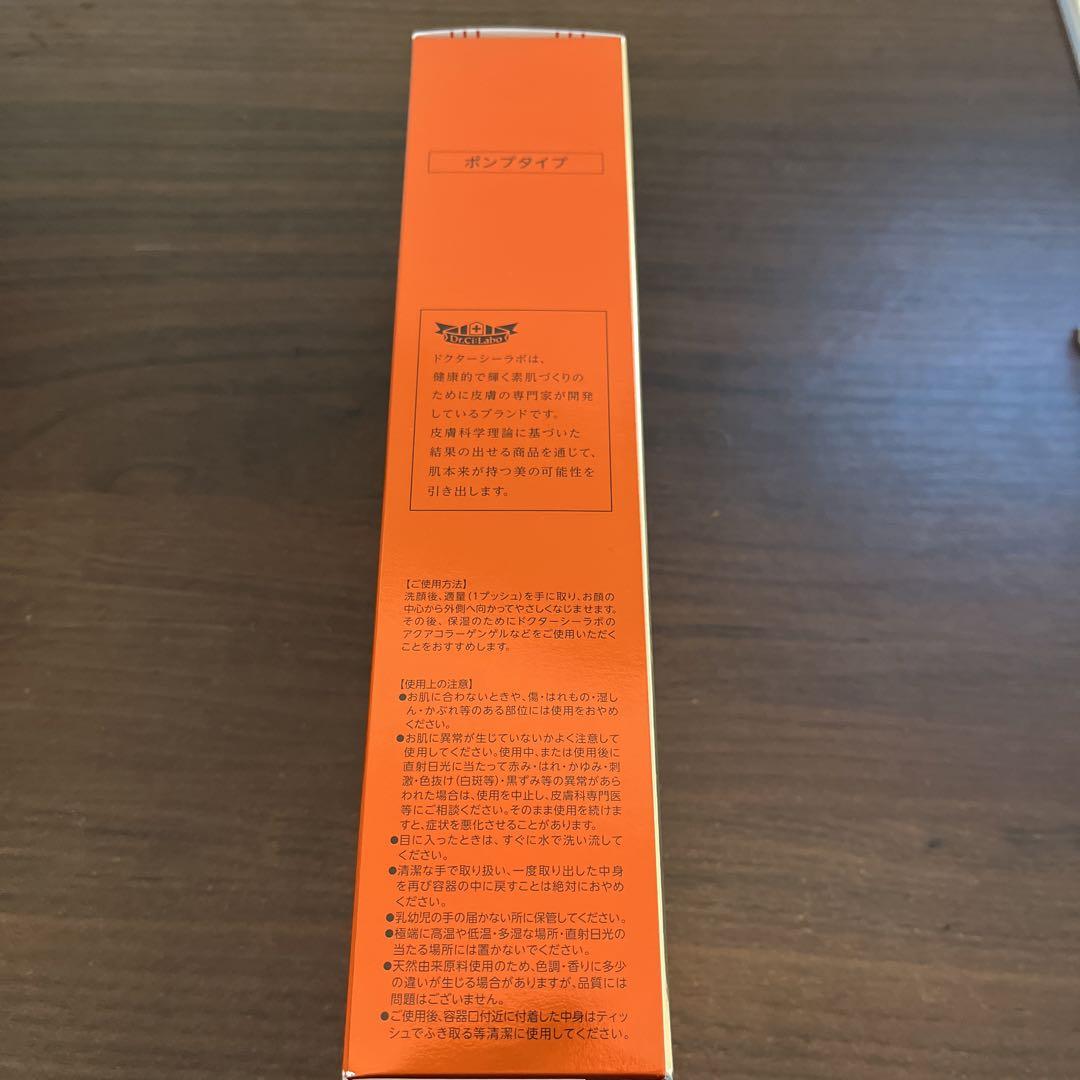 ポンプタイプ
Dr.Ci:Labo
ドクターシーラボは、
健康的で輝く素肌づくりの
ために皮膚の専門家が開発
しているブランドです。
皮膚科学理論に基づいた
結果の出せる商品を通じて、
肌本来が持つ美の可能性を
引き出します。
【ご使用方法】
洗顔後、適量(1プッシュ)を手に取り、お顔の
中心から外側へ向かってやさしくなじませます。
その後、保湿のためにドクターシーラボの
アクアコラーゲンゲルなどをご使用いただく
ことをおすすめします。
【使用上の注意】
●お肌に合わないときや、傷・はれもの・湿し
ん・かぶれ等のある部位には使用をおやめ
ください。
●お肌に異常が生じていないかよく注意して
使用してください。使用中、または使用後に
直射日光に当たって赤み・はれ・かゆみ・刺
激・色抜け(白斑等)・黒ずみ等の異常があら
われた場合は、使用を中止し、皮膚科専門医
等にご相談ください。そのまま使用を続けま
すと、症状を悪化させることがあります。
●目に入ったときは、すぐに水で洗い流して
ください。
●清潔な手で取り扱い、一度取り出した中身
を再び容器の中に戻すことは絶対におやめ
ください。
●乳幼児の手の届かない所に保管してください。
●極端に高温や低温・多湿な場所・直射日光の
当たる場所には置かないでください。
●天然由来原料使用のため、色調・香りに多少
の違いが生じる場合がありますが、品質には
問題はございません。
●ご使用後、容器口付近に付着した中身はティッ
シュでふき取る等清潔に使用してください。